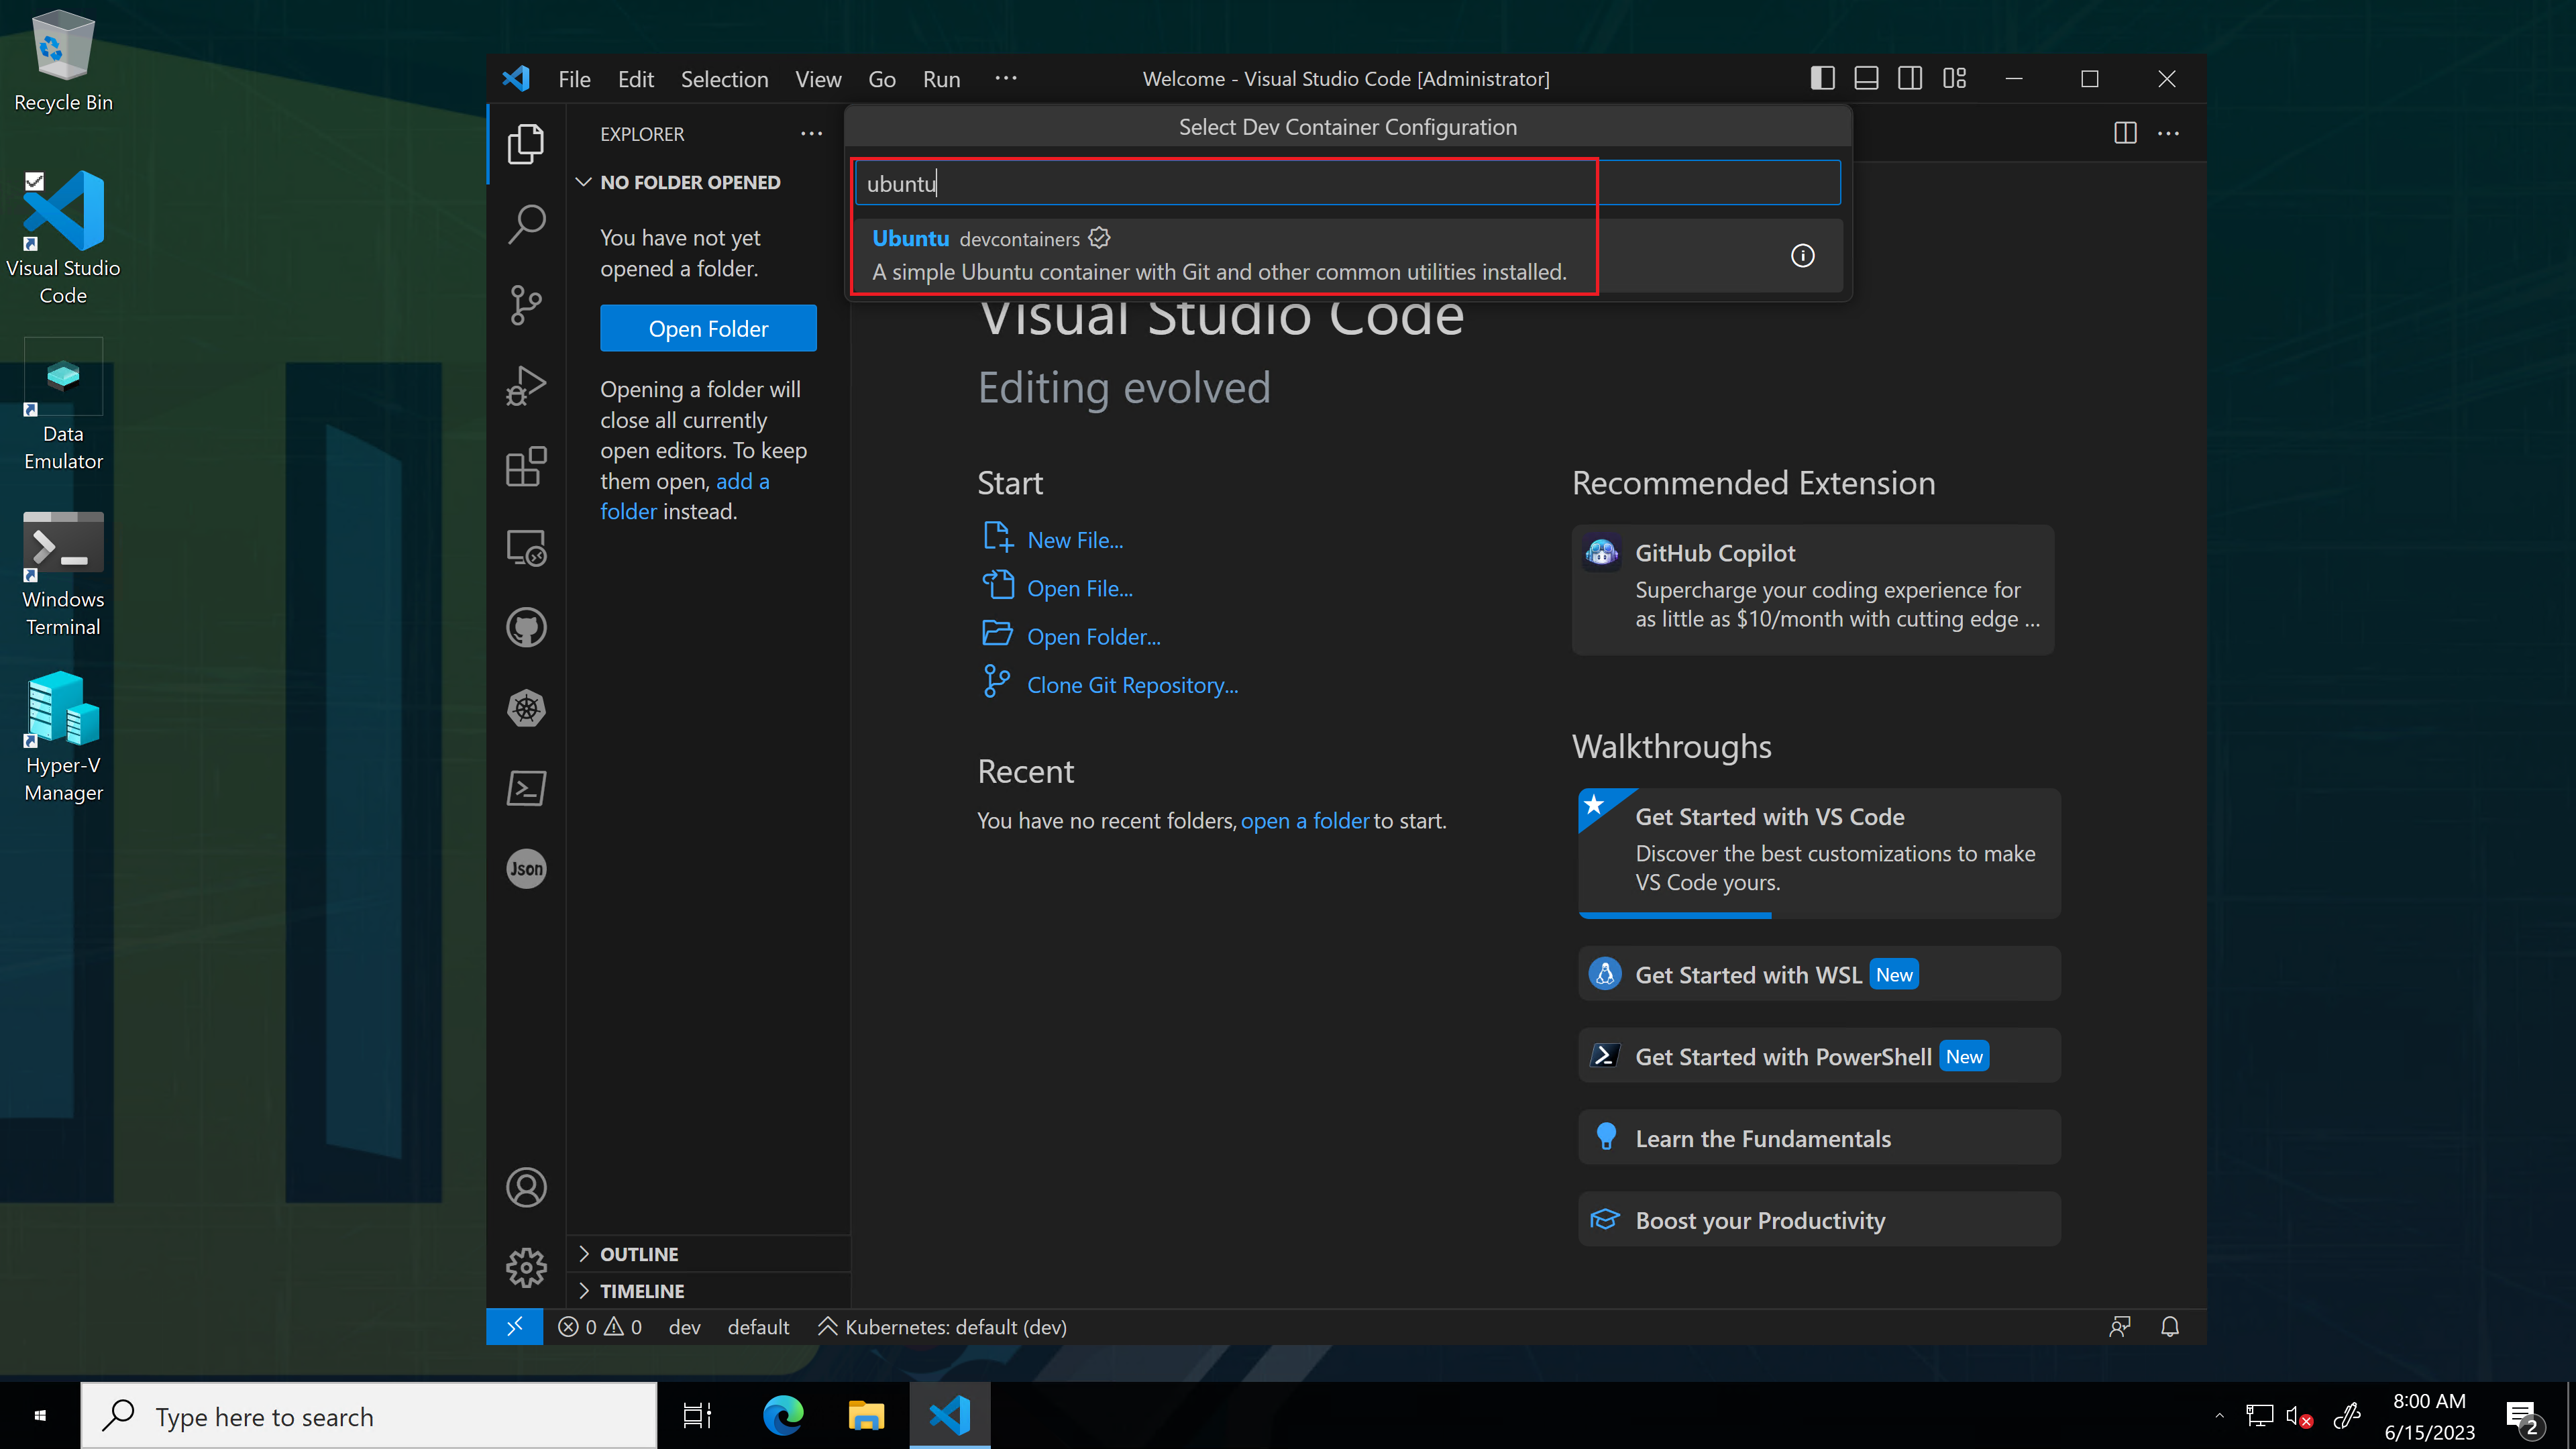 Recycle Bin
Visual Studio
Code
Data
Emulator
Windows
Terminal
Hyper-V
Manager
File Edit Selection View Go Run ···
Welcome - Visual Studio Code [Administrator]
EXPLORER
NO FOLDER OPENED
You have not yet
opened a folder.
Open Folder
Opening a folder will
close all currently
open editors. To keep
them open, add a
folder instead.
Json
OUTLINE
TIMELINE
Select Dev Container Configuration
ubuntu
Ubuntu devcontainers
A simple Ubuntu container with Git and other common utilities installed.
Visual Studio Code
Editing evolved
Start
New File...
Open File...
Open Folder...
Clone Git Repository...
Recent
You have no recent folders, open a folder to start.
Recommended Extension
GitHub Copilot
Supercharge your coding experience for
as little as $10/month with cutting edge ...
Walkthroughs
Get Started with VS Code
Discover the best customizations to make
VS Code yours.
Get Started with WSL New
Get Started with PowerShell New
Learn the Fundamentals
Boost your Productivity
0 0 dev default Kubernetes: default (dev)
Type here to search
8:00 AM
6/15/2023
2